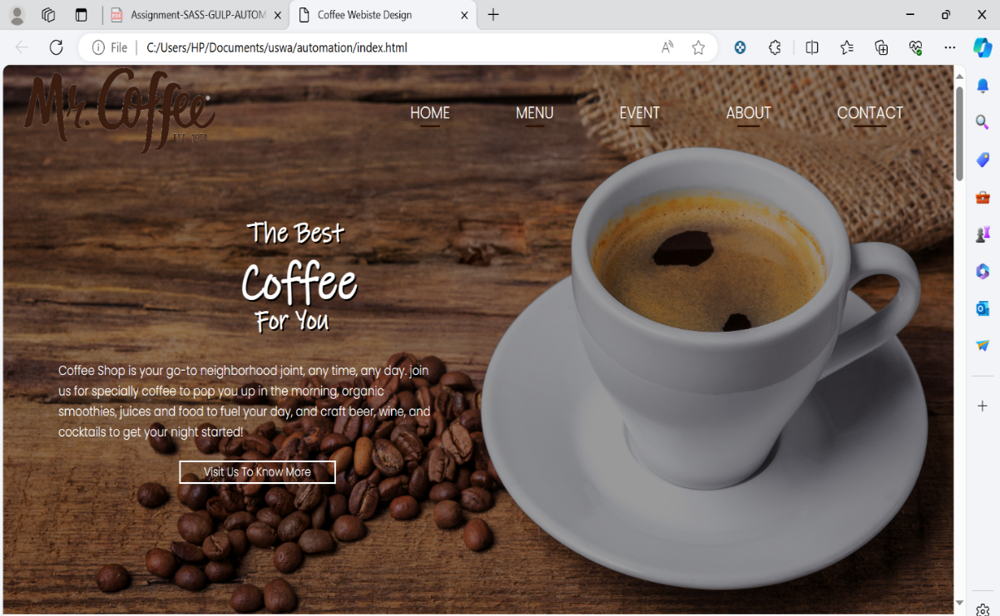 Assignment-SASS-GULP-AUTOM
Coffee Webiste Design
File
C:/Users/HP/Documents/uswa/automation/index.html
Mr. Coffee
EST. 1970
HOME MENU EVENT ABOUT CONTACT
The Best
Coffee
For You
Coffee Shop is your go-to neighborhood joint, any time, any day. join
us for specially coffee to pop you up in the morning, organic
smoothies, juices and food to fuel your day, and craft beer, wine, and
cocktails to get your night started!
Visit Us To Know More